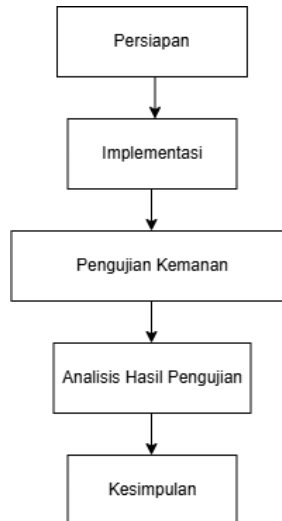 Persiapan
Implementasi
Pengujian Kemanan
Analisis Hasil Pengujian
Kesimpulan